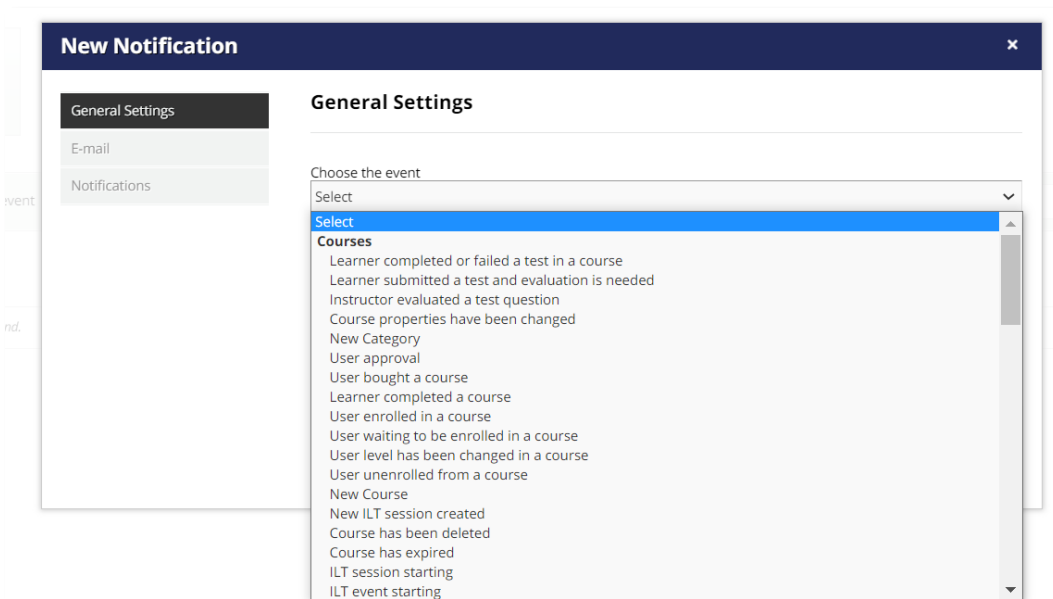 New Notification
×
General Settings
E-mail
Notifications
General Settings
Choose the event
Select
Select
Courses
Learner completed or failed a test in a course
Learner submitted a test and evaluation is needed
Instructor evaluated a test question
Course properties have been changed
New Category
User approval
User bought a course
Learner completed a course
User enrolled in a course
User waiting to be enrolled in a course
User level has been changed in a course
User unenrolled from a course
New Course
New ILT session created
Course has been deleted
Course has expired
ILT session starting
ILT event starting
event
nd.